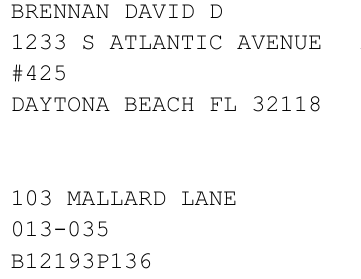 BRENNAN DAVID D
1233 S ATLANTIC AVENUE
#425
DAYTONA BEACH FL 32118
103 MALLARD LANE
013-035
B12193P136